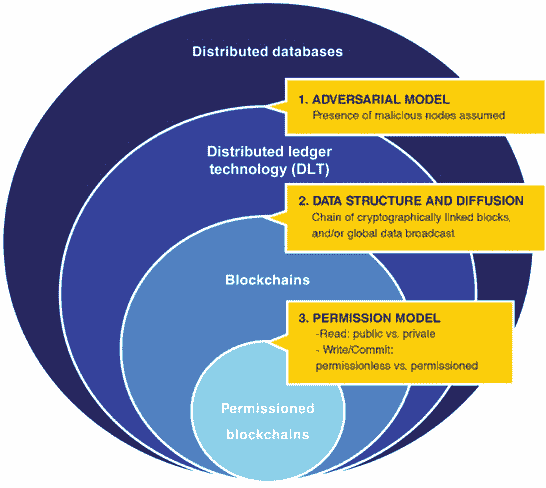 Distributed databases
1. ADVERSARIAL MODEL
Presence of malicious nodes assumed
Distributed ledger
technology (DLT)
2. DATA STRUCTURE AND DIFFUSION
Chain of cryptographically linked blocks,
and/or global data broadcast
Blockchains
3. PERMISSION MODEL
-Read: public vs. private
- Write/Commit:
permissionless vs. permissioned
Permissioned
blockchains